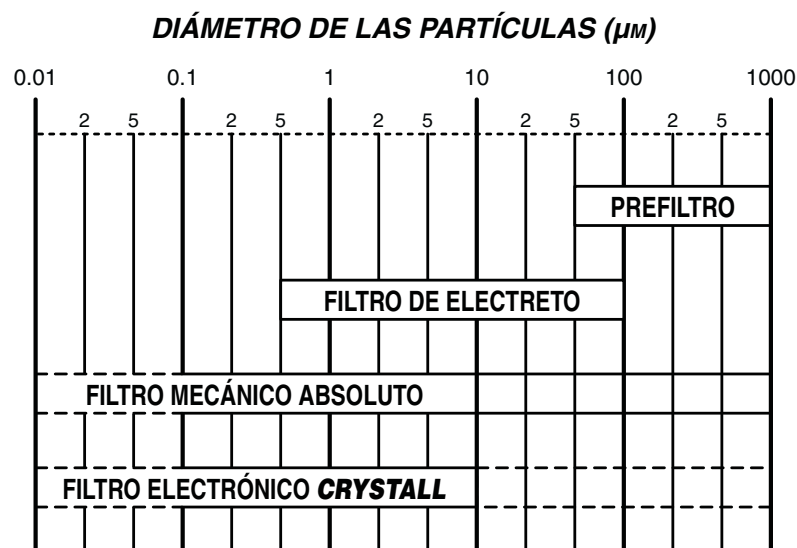 DIÁMETRO DE LAS PARTÍCULAS (µM)
0.01 0.1 1 10 100 1000
2 5 2 5 2 5 2 5 2 5
PREFILTRO
FILTRO DE ELECTRETO
FILTRO MECÁNICO ABSOLUTO
FILTRO ELECTRÓNICO CRYSTALL